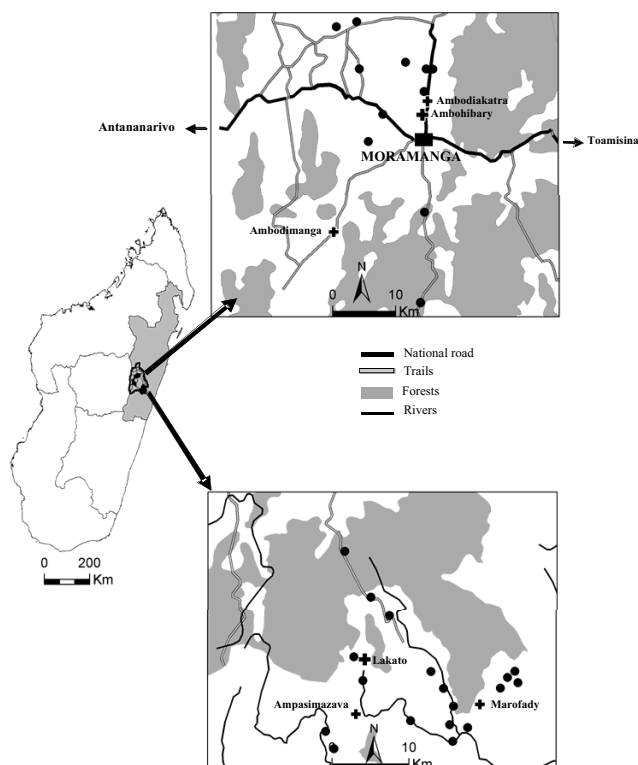 Ambodiakatra
Ambohibary
Antananarivo
Toamisina
MORAMANGA
Ambodimanga
N
0 10
Km
National road
Trails
Forests
Rivers
0 200
Km
Lakato
Ampasimazava
Marofady
N
0 10
Km